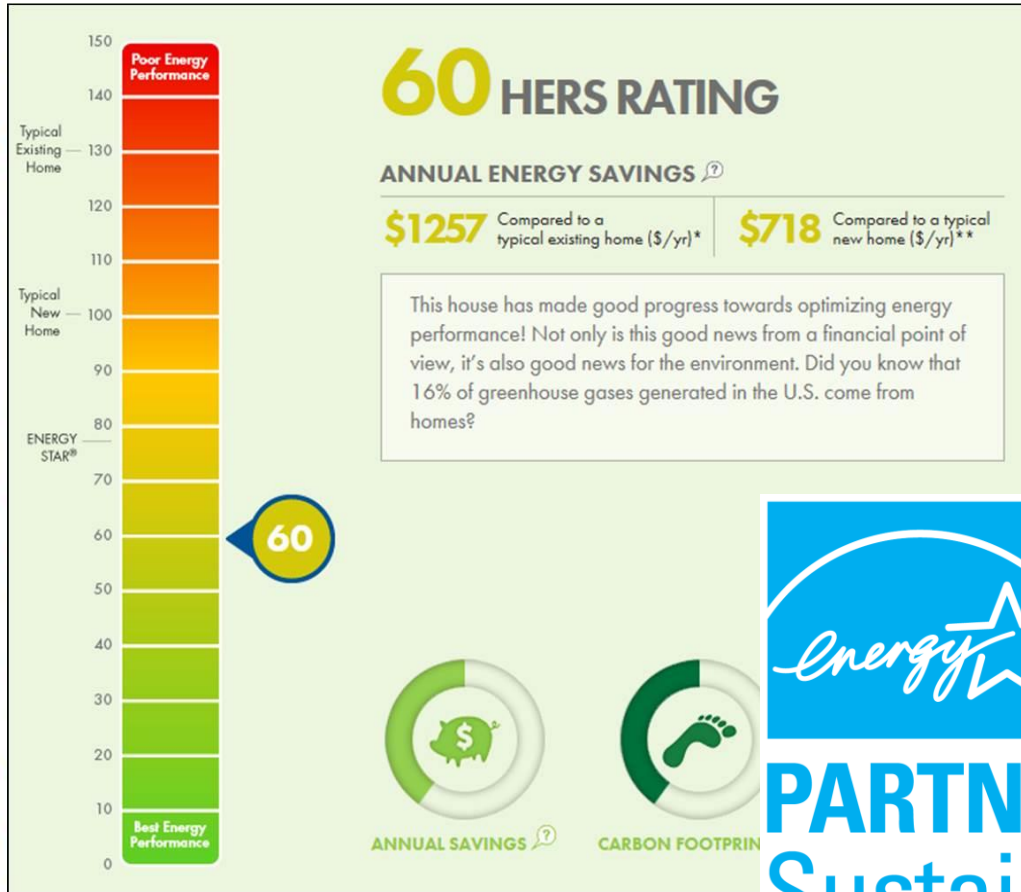 150
Poor Energy
Performance
140
Typical
Existing
Home
130
120
110
Typical
New
Home
100
90
80
ENERGY
STAR®
70
60
50
40
30
20
10
Best Energy
Performance
0
60
60 HERS RATING
ANNUAL ENERGY SAVINGS ?
$1257 Compared to a
typical existing home ($/yr)*
$718 Compared to a typical
new home ($/yr)**
This house has made good progress towards optimizing energy
performance! Not only is this good news from a financial point of
view, it's also good news for the environment. Did you know that
16% of greenhouse gases generated in the U.S. come from
homes?
$
ANNUAL SAVINGS ?
CARBON FOOTPRIN
energy
PARTN
Sustai